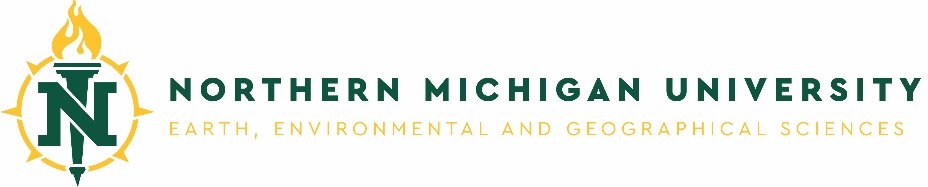 N
NORTHERN MICHIGAN UNIVERSITY
EARTH, ENVIRONMENTAL AND GEOGRAPHICAL SCIENCES